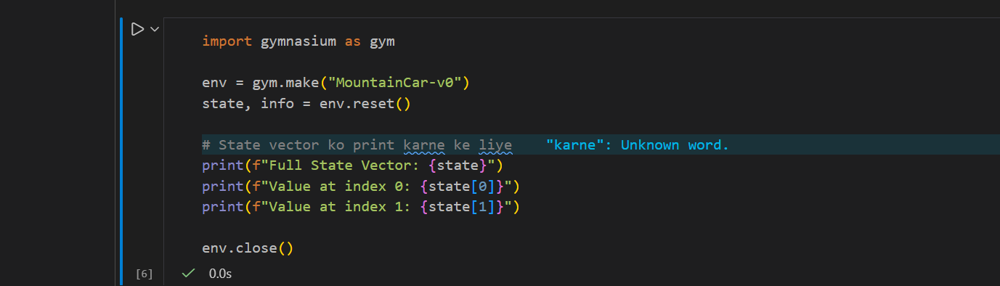 import gymnasium as gym
env = gym.make("MountainCar-v0")
state, info = env.reset()
# State vector ko print karne ke liye    "karne": Unknown word.
print(f"Full State Vector: {state}")
print(f"Value at index 0: {state[0]}")
print(f"Value at index 1: {state[1]}")
env.close()
[6] 0.0s